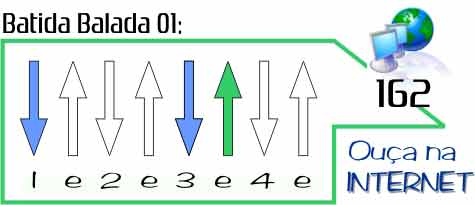 Batida Balada 01:
162
1 e 2 e 3 e 4 e
Ouça na
INTERNET